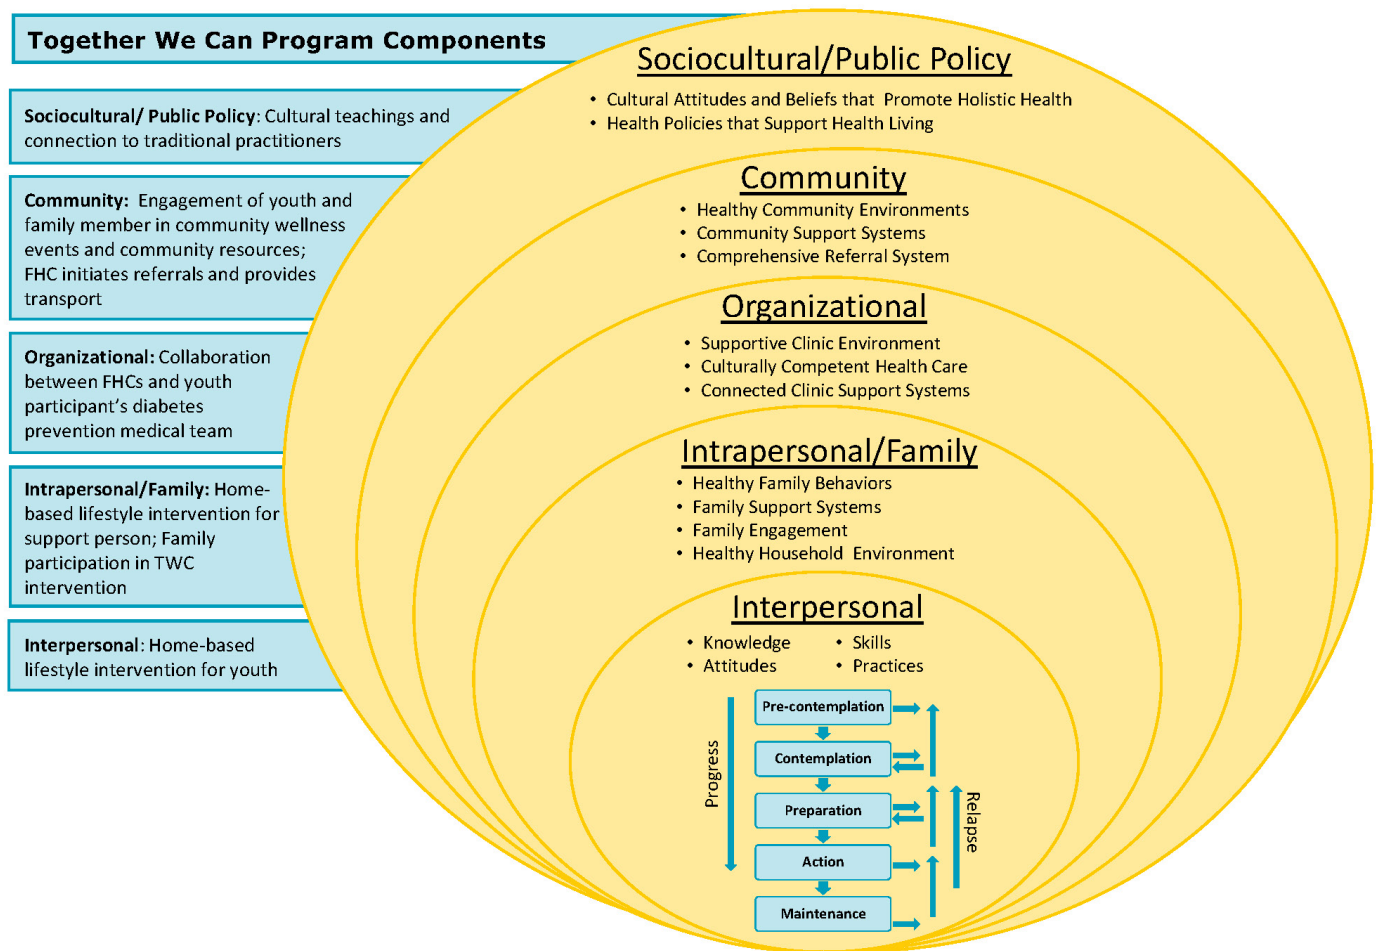 Together We Can Program Components
Sociocultural/ Public Policy: Cultural teachings and
connection to traditional practitioners
Community: Engagement of youth and
family member in community wellness
events and community resources;
FHC initiates referrals and provides
transport
Organizational: Collaboration
between FHCs and youth
participant's diabetes
prevention medical team
Intrapersonal/Family: Home-
based lifestyle intervention for
support person; Family
participation in TWC
intervention
Interpersonal: Home-based
lifestyle intervention for youth
Sociocultural/Public Policy
• Cultural Attitudes and Beliefs that Promote Holistic Health
• Health Policies that Support Health Living
Community
• Healthy Community Environments
• Community Support Systems
• Comprehensive Referral System
Organizational
• Supportive Clinic Environment
• Culturally Competent Health Care
• Connected Clinic Support Systems
Intrapersonal/Family
• Healthy Family Behaviors
• Family Support Systems
• Family Engagement
• Healthy Household Environment
Interpersonal
• Knowledge • Skills
• Attitudes • Practices
Progress
Pre-contemplation
Contemplation
Preparation
Action
Maintenance
Relapse